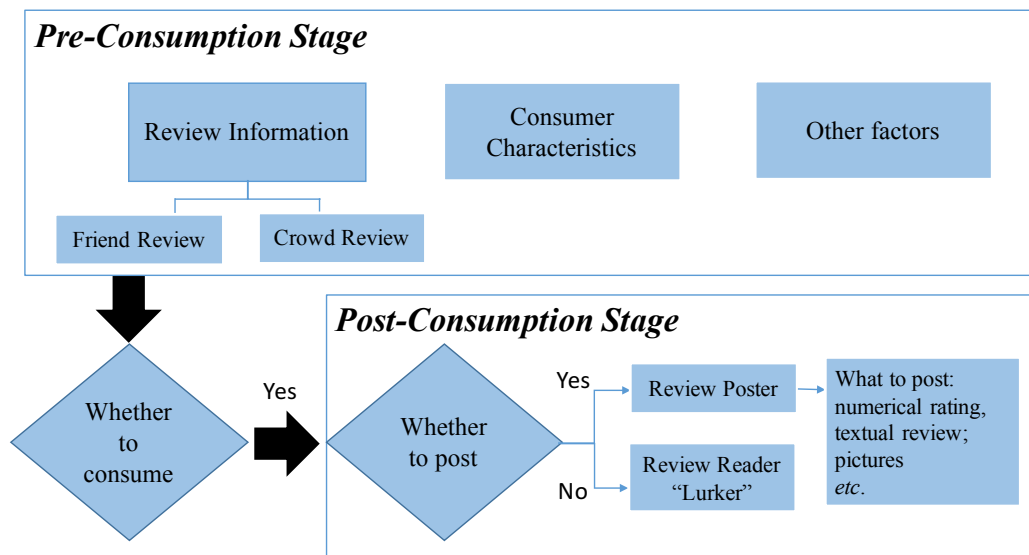 Pre-Consumption Stage
Review Information
Consumer
Characteristics
Other factors
Friend Review
Crowd Review
Whether
to
consume
Yes
Post-Consumption Stage
Whether
to post
Yes
No
Review Poster
Review Reader
“Lurker”
What to post:
numerical rating,
textual review;
pictures
etc.